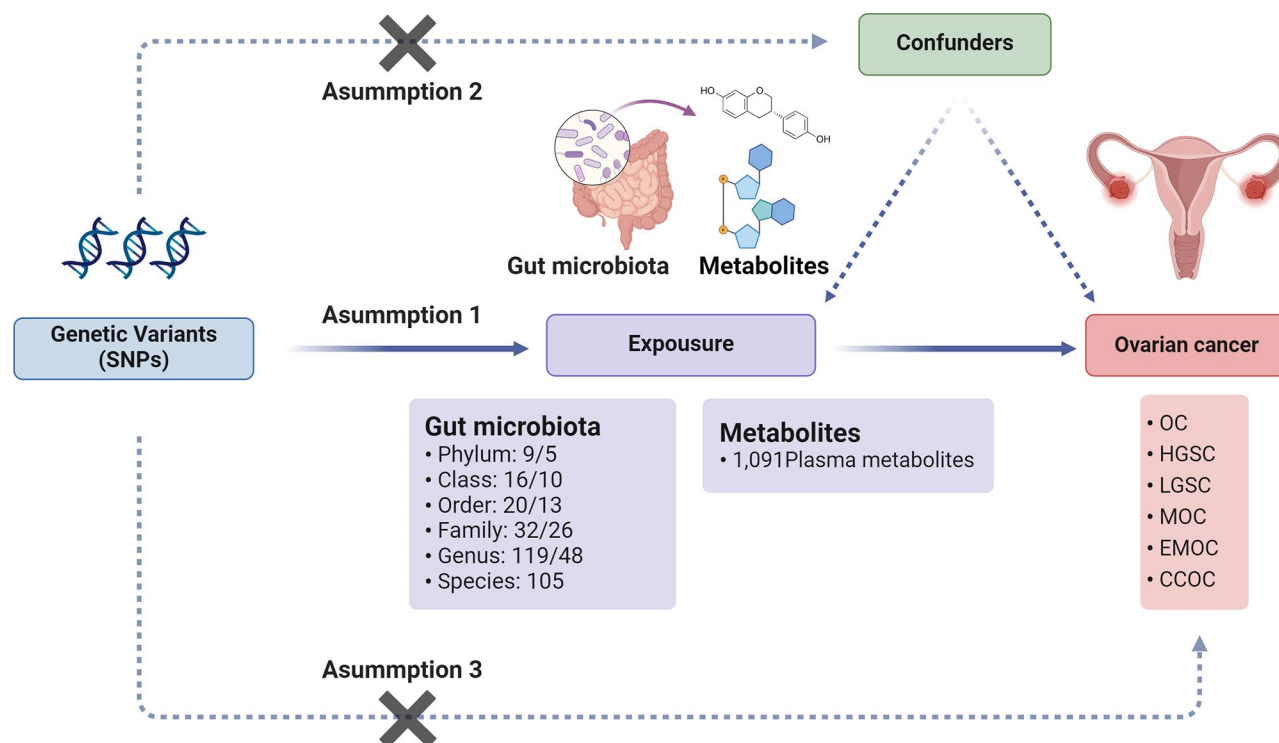 Confunders
Asummption 2
HO
O
OH
P
P
Gut microbiota
Metabolites
Asummption 1
Genetic Variants
(SNPs)
Expousure
Ovarian cancer
Gut microbiota
• Phylum: 9/5
• Class: 16/10
• Order: 20/13
• Family: 32/26
• Genus: 119/48
• Species: 105
Metabolites
• 1,091Plasma metabolites
• OC
• HGSC
• LGSC
• MOC
• EMOC
• CCOC
Asummption 3